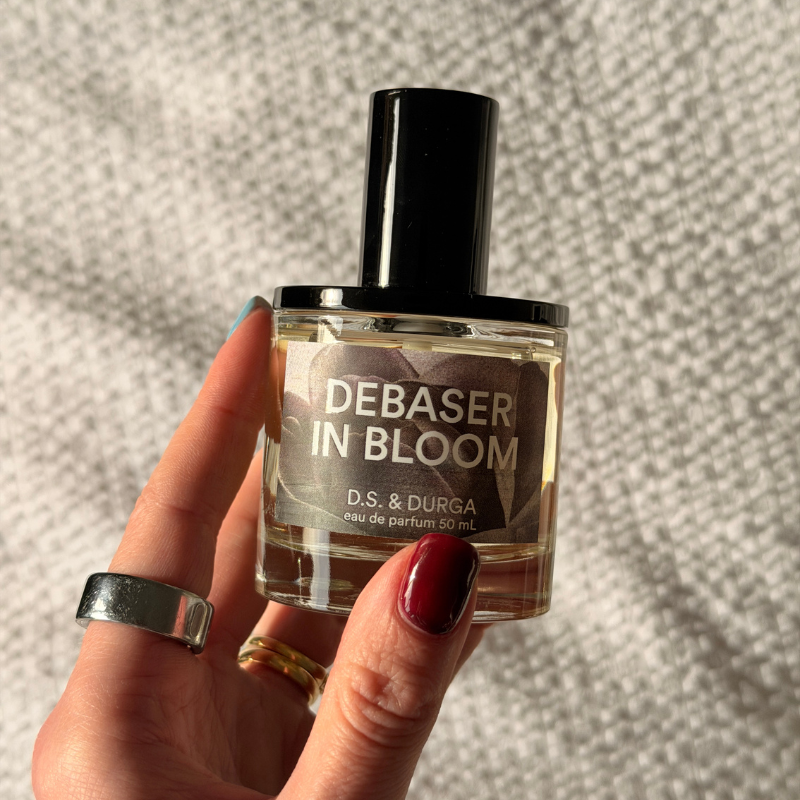 DEBASER
IN BLOOM
D.S. & DURGA
eau de parfum 50 mL